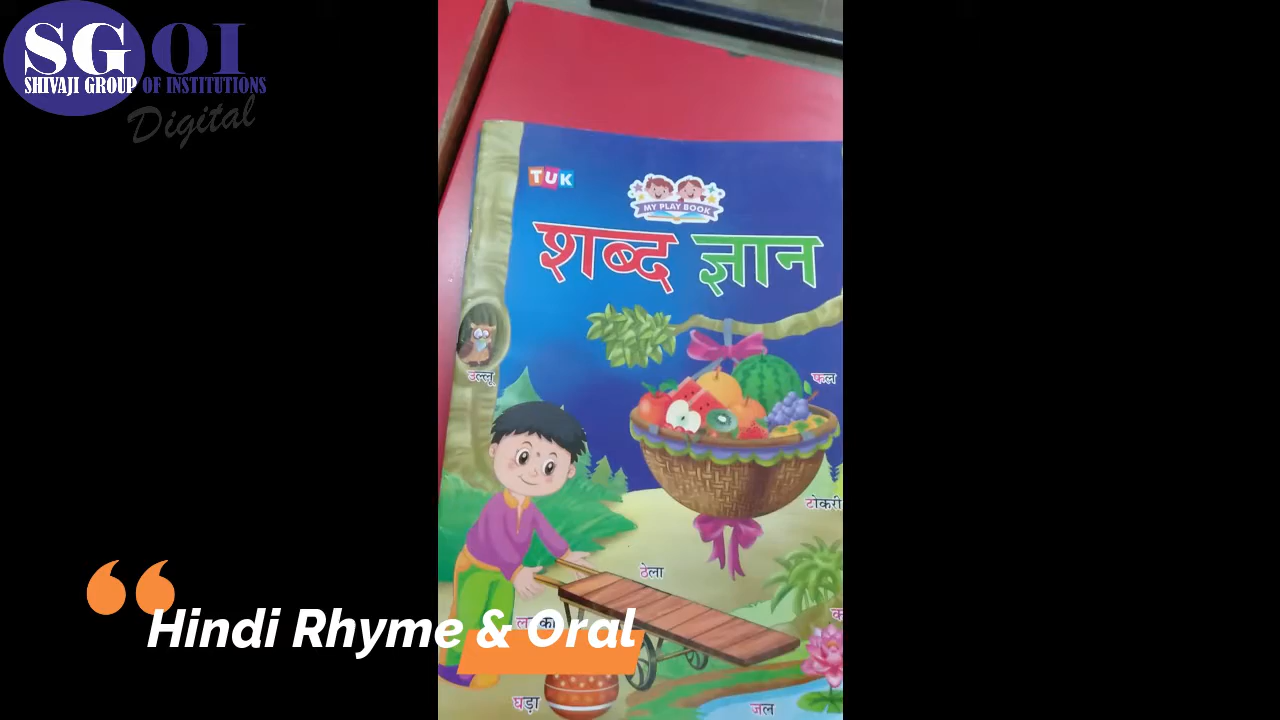 SGOI
SHIVAJI GROUP OF INSTITUTIONS
Digital
TUK
MY PLAY BOOK
शब्द ज्ञान
उल्लू
फल
टोकरी
ठेला
Hindi Rhyme & Oral
घड़ा
जल